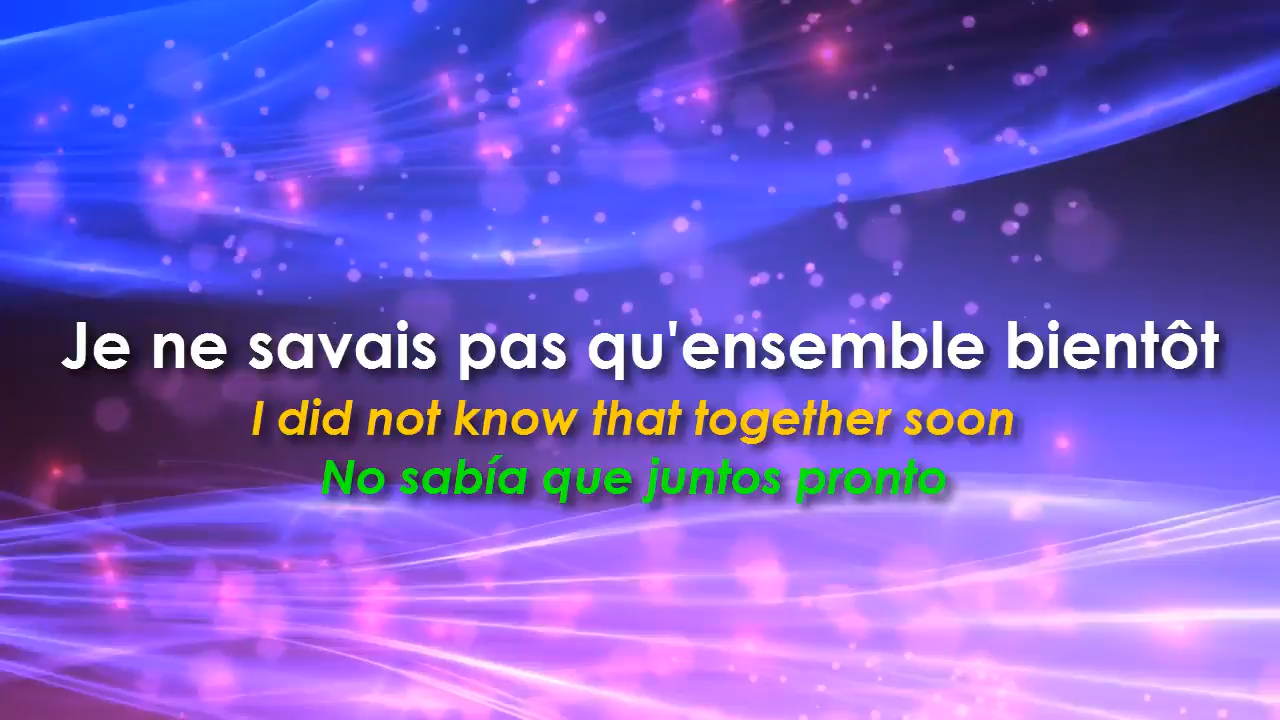 Je ne savais pas qu'ensemble bientôt
I did not know that together soon
No sabía que juntos pronto